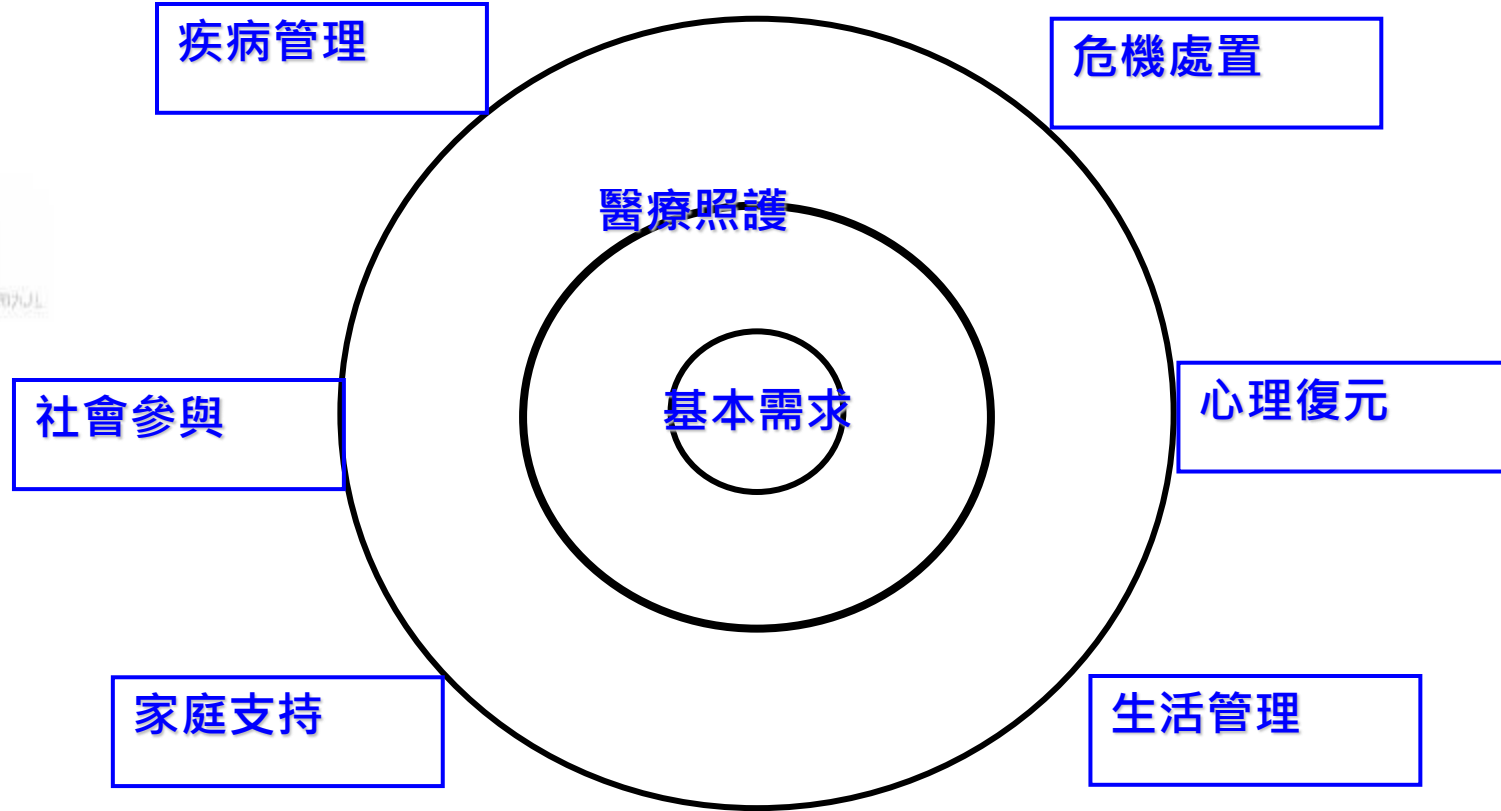 疾病管理
危機處置
醫療照護
基本需求
社會參與
心理復元
家庭支持
生活管理